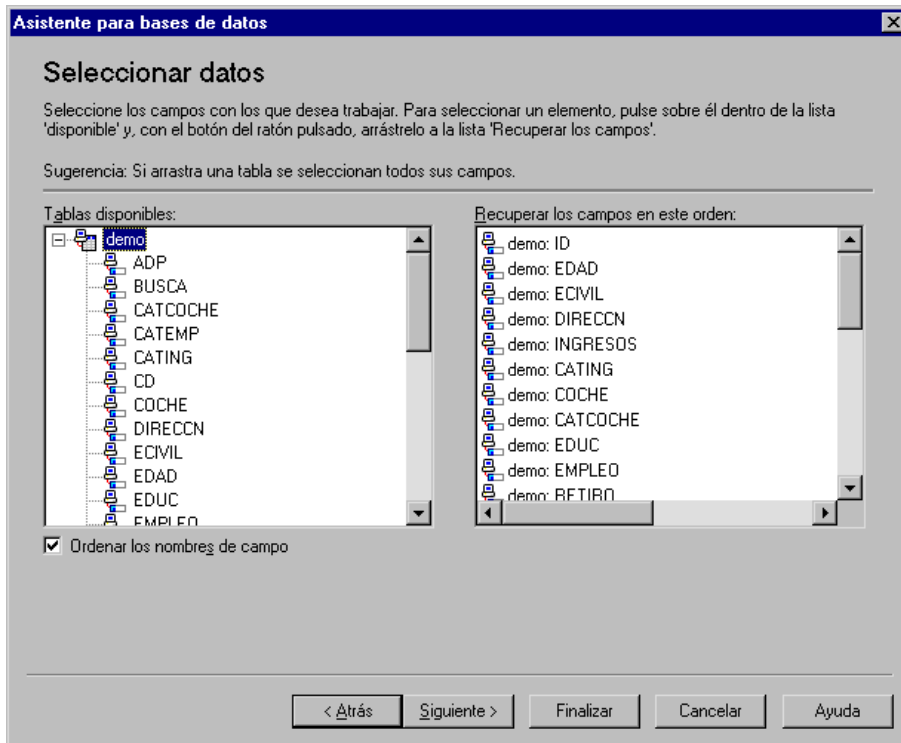 Asistente para bases de datos
Seleccionar datos
Seleccione los campos con los que desea trabajar. Para seleccionar un elemento, pulse sobre él dentro de la lista
'disponible' y, con el botón del ratón pulsado, arrástrelo a la lista 'Recuperar los campos'.
Sugerencia: Si arrastra una tabla se seleccionan todos sus campos.
Tablas disponibles:
demo
ADP
BUSCA
CATCOCHE
CATEMP
CATING
CD
COCHE
DIRECCN
ECIVIL
EDAD
EDUC
EMPLEO
Ordenar los nombres de campo
Recuperar los campos en este orden:
demo: ID
demo: EDAD
demo: ECIVIL
demo: DIRECCN
demo: INGRESOS
demo: CATING
demo: COCHE
demo: CATCOCHE
demo: EDUC
demo: EMPLEO
demo: RETIRO
< Atrás
Siguiente >
Finalizar
Cancelar
Ayuda